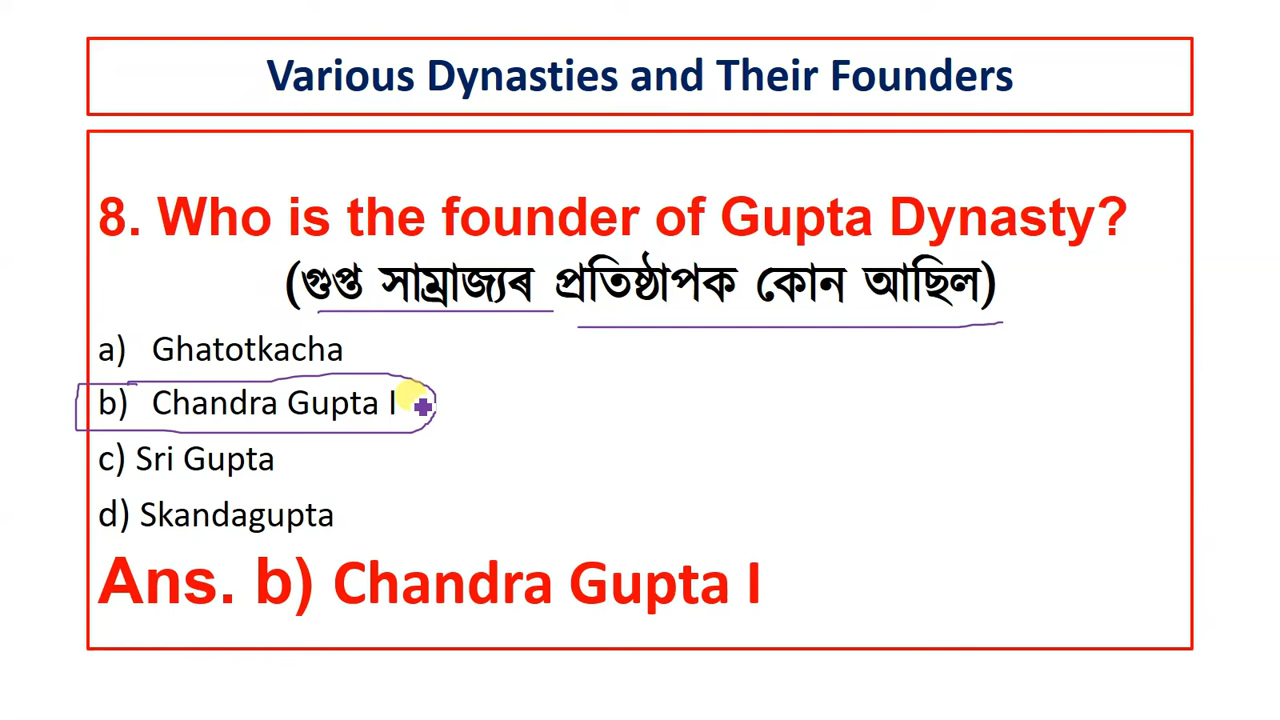 Various Dynasties and Their Founders
8. Who is the founder of Gupta Dynasty?
(গুপ্ত সাম্ৰাজ্যৰ প্ৰতিষ্ঠাপক কোন আছিল)
a) Ghatotkacha
b) Chandra Gupta I
c) Sri Gupta
d) Skandagupta
Ans. b) Chandra Gupta I